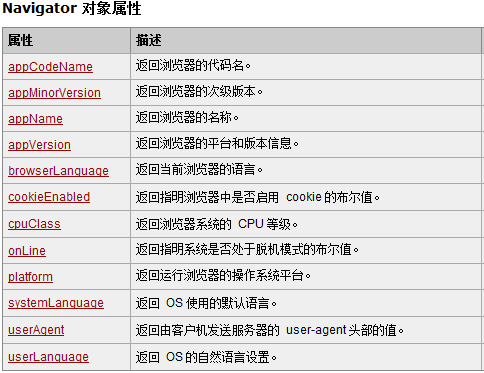 Navigator 对象属性
属性 描述
appCodeName 返回浏览器的代码名。
appMinorVersion 返回浏览器的次级版本。
appName 返回浏览器的名称。
appVersion 返回浏览器的平台和版本信息。
browserLanguage 返回当前浏览器的语言。
cookieEnabled 返回指明浏览器中是否启用 cookie 的布尔值。
cpuClass 返回浏览器系统的 CPU 等级。
onLine 返回指明系统是否处于脱机模式的布尔值。
platform 返回运行浏览器的操作系统平台。
systemLanguage 返回 OS 使用的默认语言。
userAgent 返回由客户机发送服务器的 user-agent 头部的值。
userLanguage 返回 OS 的自然语言设置。